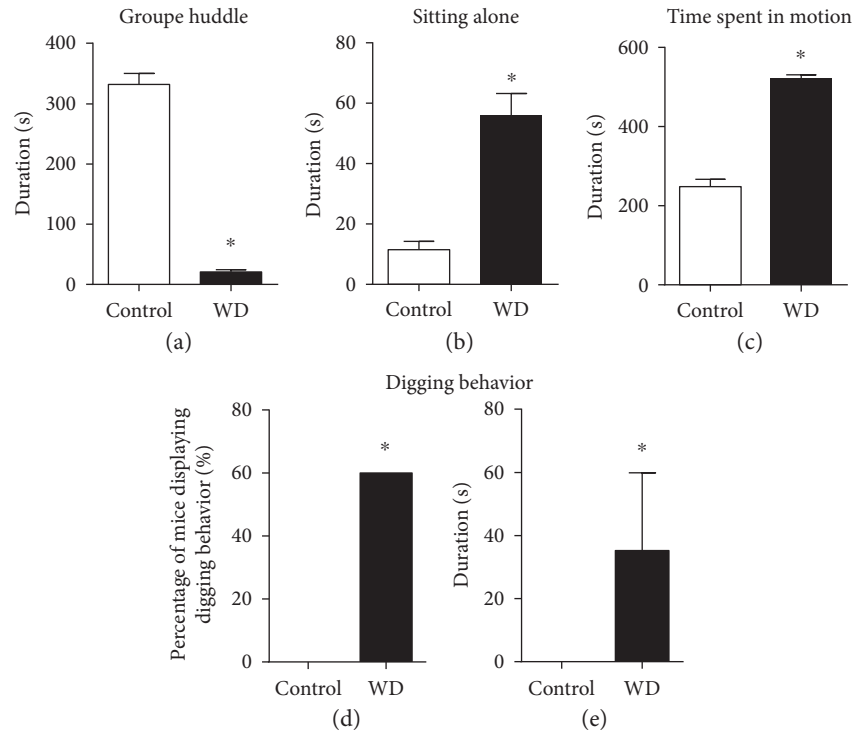 Groupe huddle
Duration (s)
400
300
200
100
0
*
Control WD
(a)
Sitting alone
Duration (s)
80
60
40
20
0
*
Control WD
(b)
Time spent in motion
Duration (s)
600
400
200
0
*
Control WD
(c)
Digging behavior
Percentage of mice displaying
digging behavior (%)
80
60
40
20
0
*
Control WD
(d)
Duration (s)
80
60
40
20
0
*
Control WD
(e)